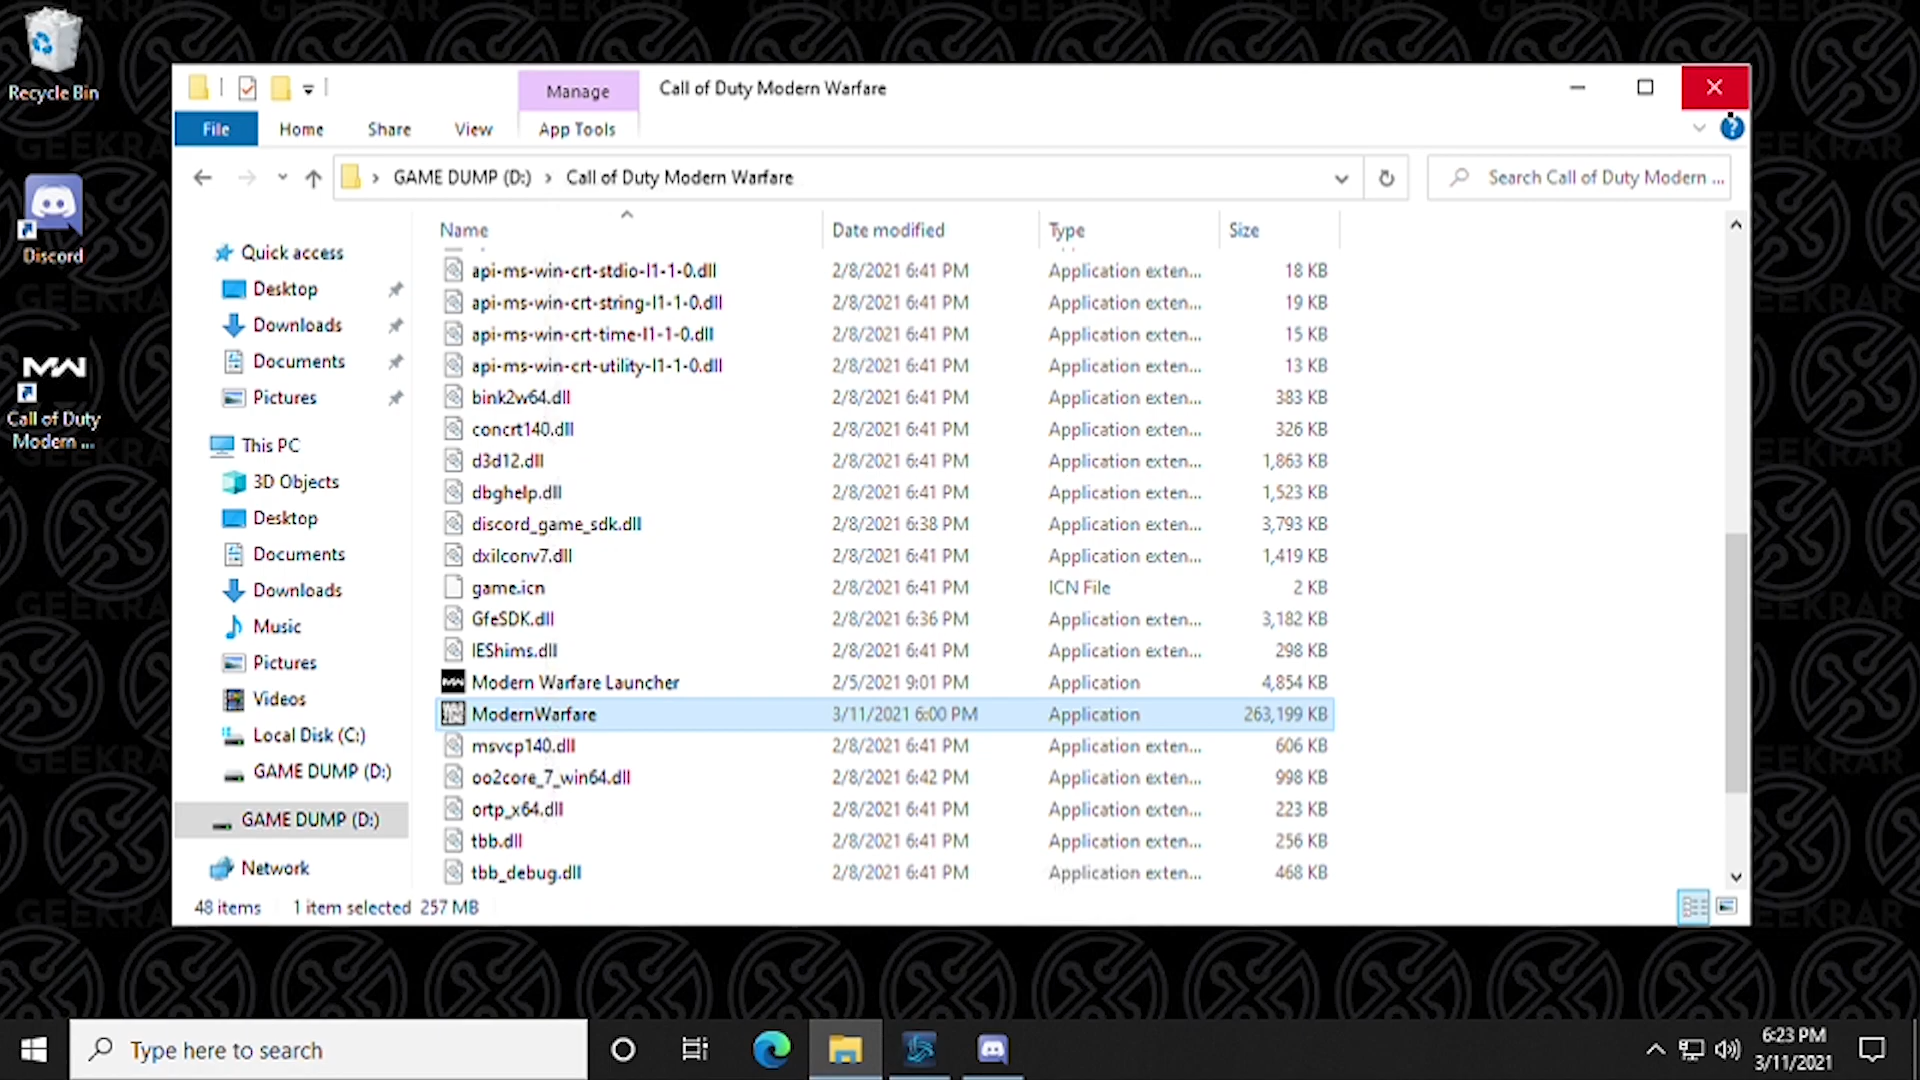 Recycle Bin
Discord
Call of Duty
Modern ...
Manage
Call of Duty Modern Warfare
File
Home
Share
View
App Tools
GAME DUMP (D:) › Call of Duty Modern Warfare
Search Call of Duty Modern ...
Quick access
Desktop
Downloads
Documents
Pictures
This PC
3D Objects
Desktop
Documents
Downloads
Music
Pictures
Videos
Local Disk (C:)
GAME DUMP (D:)
GAME DUMP (D:)
Network
Name Date modified Type Size
api-ms-win-crt-stdio-l1-1-0.dll 2/8/2021 6:41 PM Application exten... 18 KB
api-ms-win-crt-string-l1-1-0.dll 2/8/2021 6:41 PM Application exten... 19 KB
api-ms-win-crt-time-l1-1-0.dll 2/8/2021 6:41 PM Application exten... 15 KB
api-ms-win-crt-utility-l1-1-0.dll 2/8/2021 6:41 PM Application exten... 13 KB
bink2w64.dll 2/8/2021 6:41 PM Application exten... 383 KB
concrt140.dll 2/8/2021 6:41 PM Application exten... 326 KB
d3d12.dll 2/8/2021 6:41 PM Application exten... 1,863 KB
dbghelp.dll 2/8/2021 6:41 PM Application exten... 1,523 KB
discord_game_sdk.dll 2/8/2021 6:38 PM Application exten... 3,793 KB
dxilconv7.dll 2/8/2021 6:41 PM Application exten... 1,419 KB
game.icn 2/8/2021 6:41 PM ICN File 2 KB
GfeSDK.dll 2/8/2021 6:36 PM Application exten... 3,182 KB
IEShims.dll 2/8/2021 6:41 PM Application exten... 298 KB
Modern Warfare Launcher 2/5/2021 9:01 PM Application 4,854 KB
ModernWarfare 3/11/2021 6:00 PM Application 263,199 KB
msvcp140.dll 2/8/2021 6:41 PM Application exten... 606 KB
oo2core_7_win64.dll 2/8/2021 6:42 PM Application exten... 998 KB
ortp_x64.dll 2/8/2021 6:41 PM Application exten... 223 KB
tbb.dll 2/8/2021 6:41 PM Application exten... 256 KB
tbb_debug.dll 2/8/2021 6:41 PM Application exten... 468 KB
48 items 1 item selected 257 MB
Type here to search
6:23 PM
3/11/2021